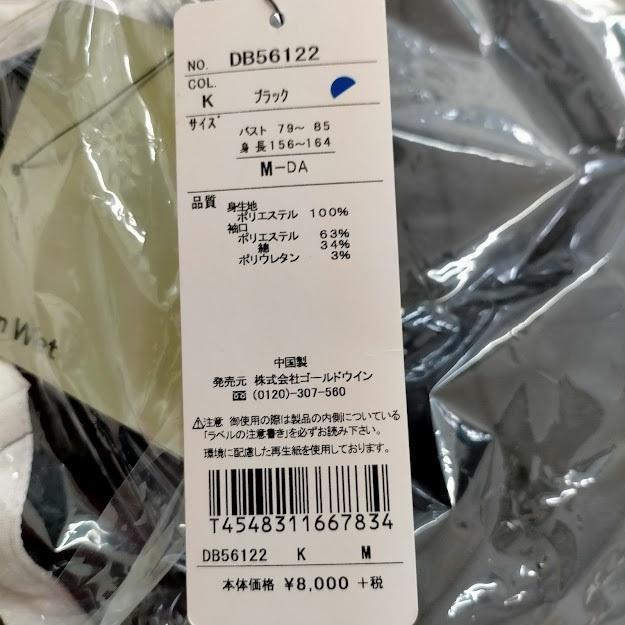 NO. DB56122
COL.
K ブラック
サイズ
バスト 79～ 85
身 長 156～164
M-DA
品質
身生地
ポリエステル 100%
袖口
ポリエステル 63%
綿 34%
ポリウレタン 3%
中国製
発売元 株式会社ゴールドウイン
(0120)-307-560
⚠注意 御使用の際は製品の内側についている
「ラベルの注意書き」を必ずお読み下さい。
環境に配慮した再生紙を使用しております。
T4548311667834
DB56122 K M
本体価格 ¥8,000 +税
Wet